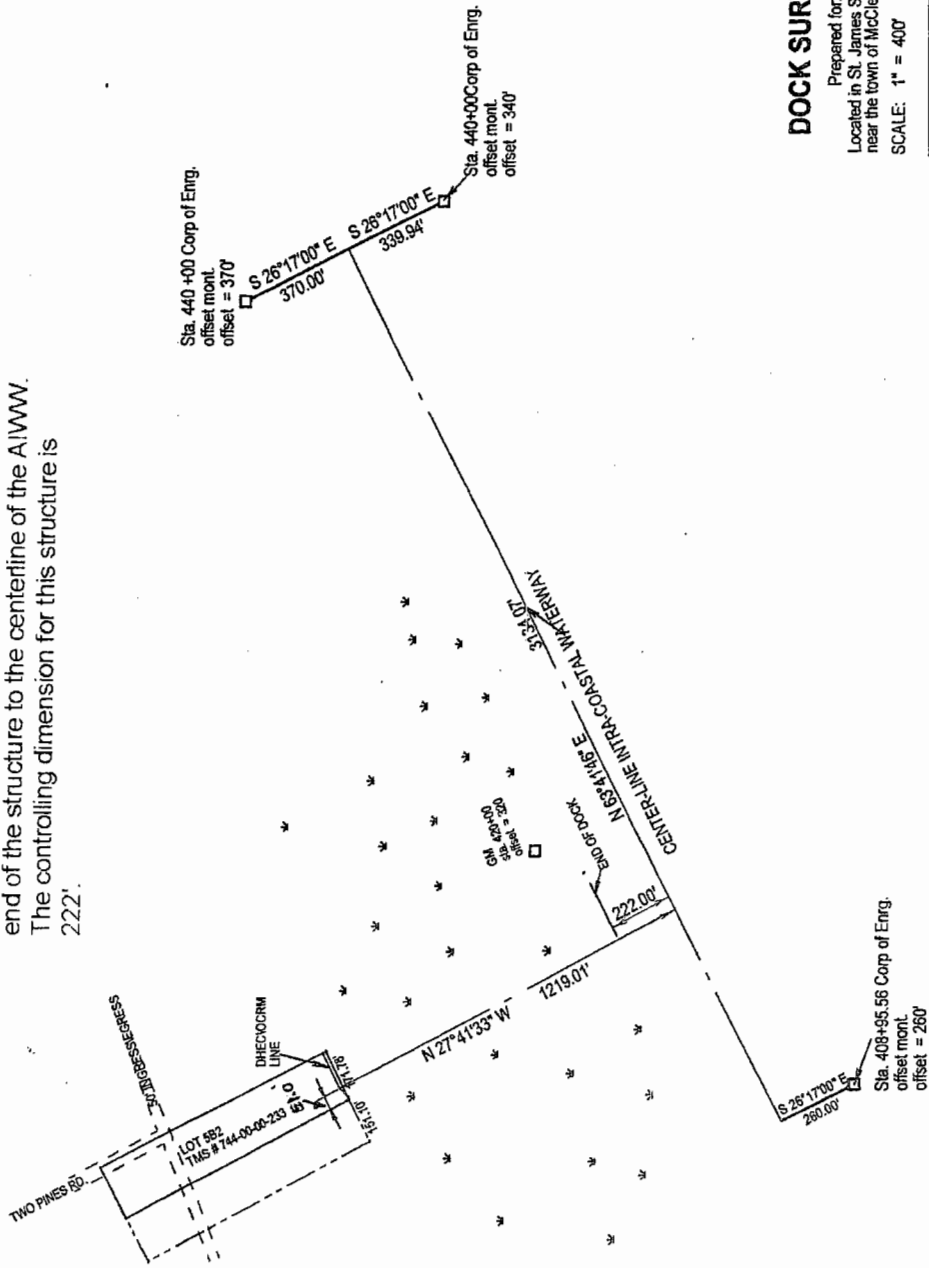 end of the structure to the centerline of the AIWW.
The controlling dimension for this structure is
222'.
Sta. 440 +00 Corp of Enrg.
offset mont.
offset = 370'
S 26°17'00" E
370.00'
S 26°17'00" E
339.94'
Sta. 440+00Corp of Enrg.
offset mont.
offset = 340'
TWO PINES RD.
LOT 5B2
TMS # 744-00-00-233
DHEC\OCRM
LINE
171.78'
151.10'
N 27°41'33" W
1219.01'
GM
sta. 420+00
offset = 320
END OF DOCK
222.00'
3134.07'
N 63°41'46" E
CENTER-LINE INTRA-COASTAL WATERWAY
S 26°17'00" E
260.00'
Sta. 408+95.56 Corp of Enrg.
offset mont.
offset = 260'
DOCK SUR
Prepared for:
Located in St. James S
near the town of McCle
SCALE: 1" = 400'